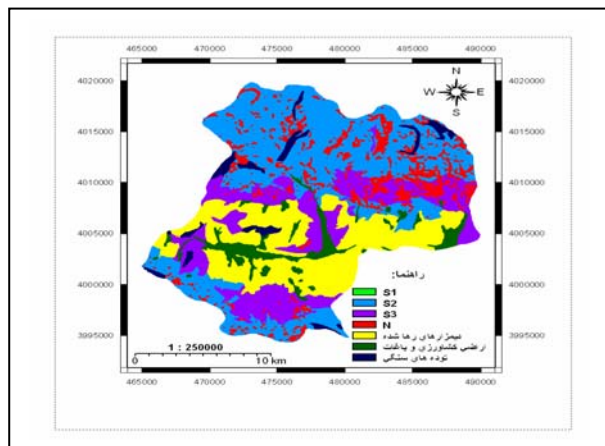 465000 470000 475000 480000 485000 490000
4020000 4020000
4015000 4015000
4010000 4010000
4005000 4005000
4000000 4000000
3995000 3995000
N
W E
S
راهنما:
S1
S2
S3
N
دیمزارهای رها شده
اراضی کشاورزی و باغات
توده های سنگی
1 : 250000
0 10 km
465000 470000 475000 480000 485000 490000